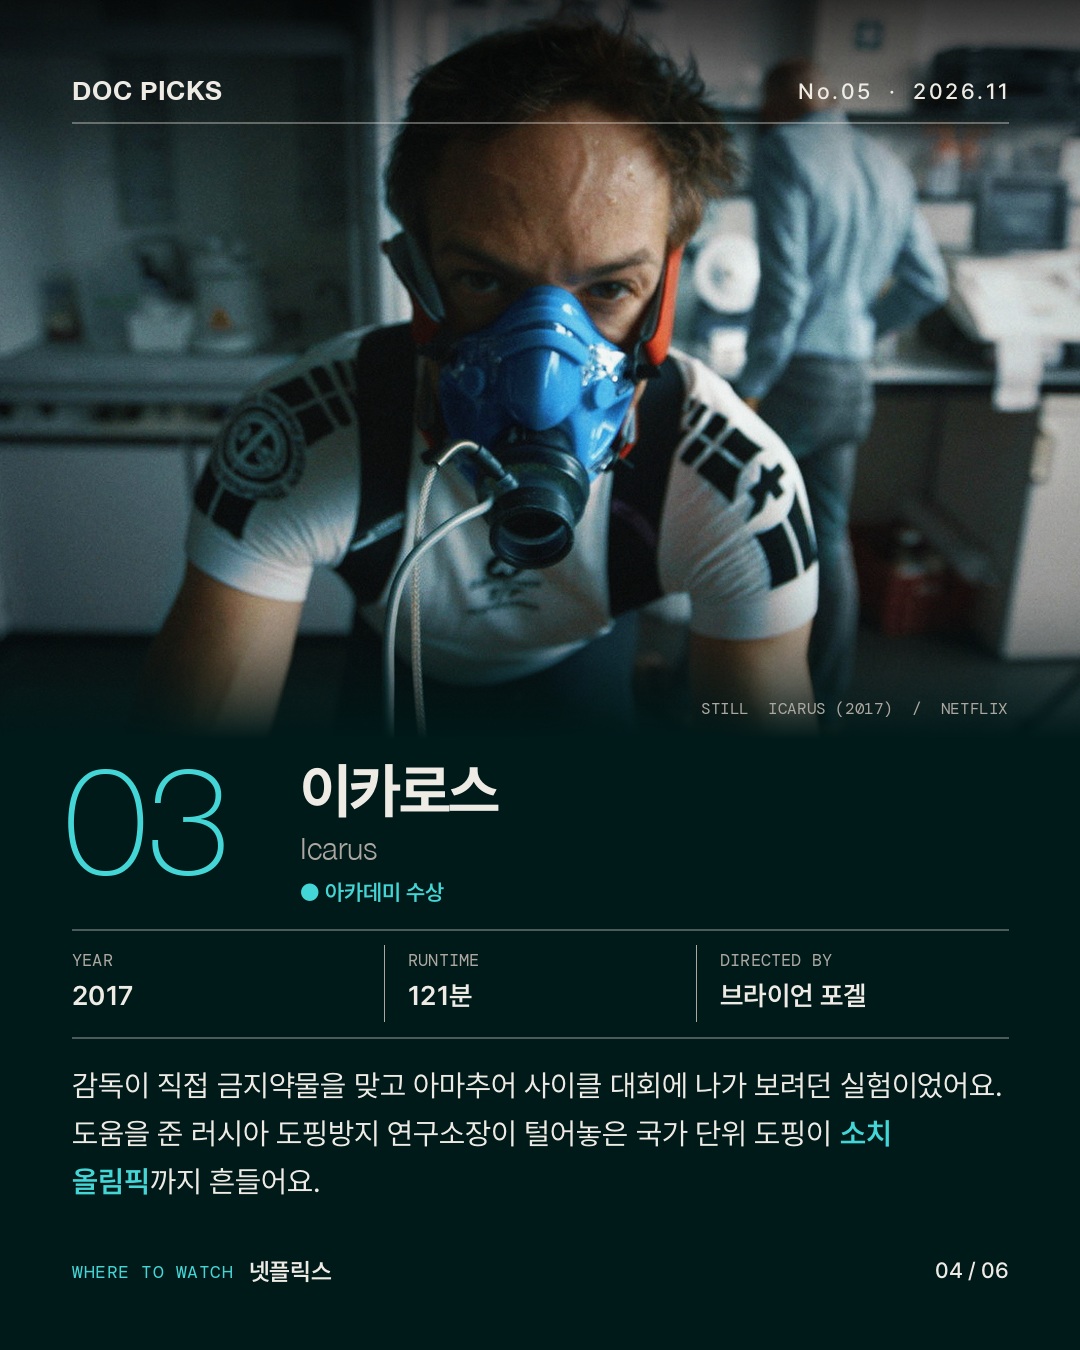 DOC PICKS
No.05 · 2026.11
STILL ICARUS (2017) / NETFLIX
03
이카로스
Icarus
● 아카데미 수상
YEAR
2017
RUNTIME
121분
DIRECTED BY
브라이언 포겔
감독이 직접 금지약물을 맞고 아마추어 사이클 대회에 나가 보려던 실험이었어요.
도움을 준 러시아 도핑방지 연구소장이 털어놓은 국가 단위 도핑이 소치
올림픽까지 흔들어요.
WHERE TO WATCH 넷플릭스
04 / 06